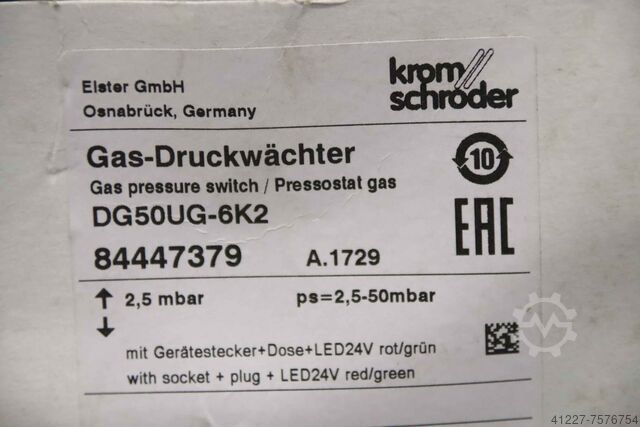 Elster GmbH
Osnabrück, Germany
krom//
schröder
Gas-Druckwächter
Gas pressure switch / Pressostat gas
DG50UG-6K2
84447379 A.1729
10
EAC
↑ 2,5 mbar ps=2,5-50mbar
↓
mit Gerätestecker+Dose+LED24V rot/grün
with socket + plug + LED24V red/green
41227-7576754